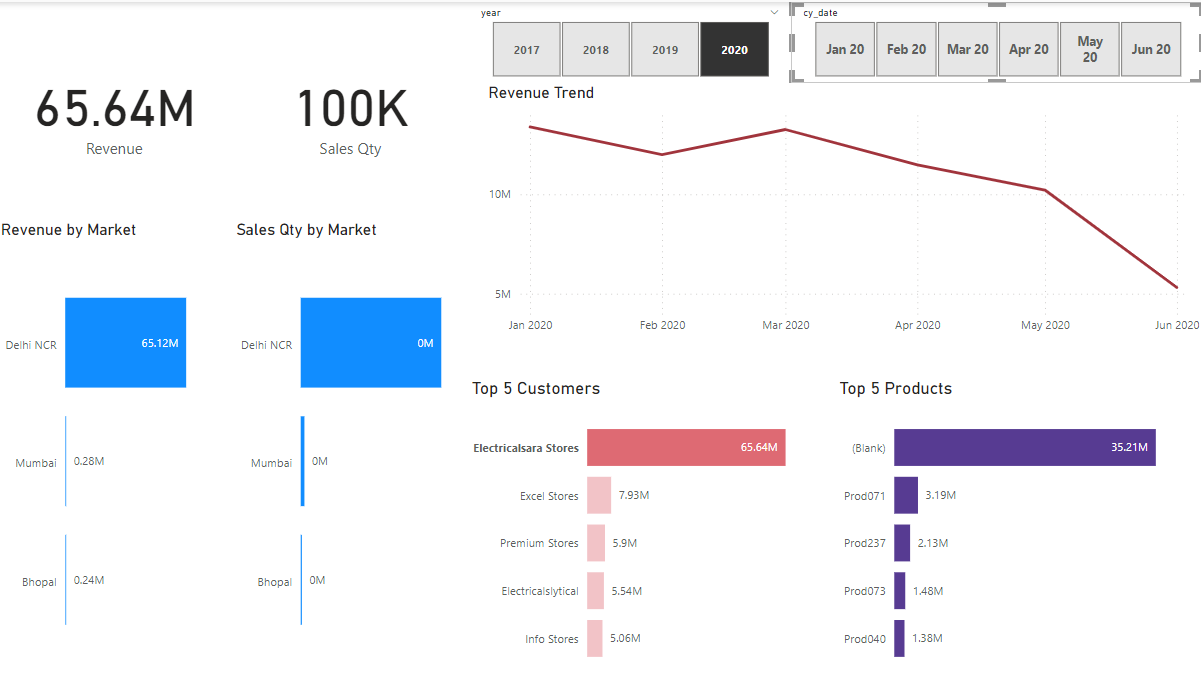 year
cy_date
2017
2018
2019
2020
Jan 20
Feb 20
Mar 20
Apr 20
May
20
Jun 20
65.64M
Revenue
100K
Sales Qty
Revenue Trend
10M
5M
Jan 2020
Feb 2020
Mar 2020
Apr 2020
May 2020
Jun 2020
Revenue by Market
Delhi NCR
65.12M
Mumbai
0.28M
Bhopal
0.24M
Sales Qty by Market
Delhi NCR
0M
Mumbai
0M
Bhopal
0M
Top 5 Customers
Electricalsara Stores
65.64M
Excel Stores
7.93M
Premium Stores
5.9M
Electricalslytical
5.54M
Info Stores
5.06M
Top 5 Products
(Blank)
35.21M
Prod071
3.19M
Prod237
2.13M
Prod073
1.48M
Prod040
1.38M